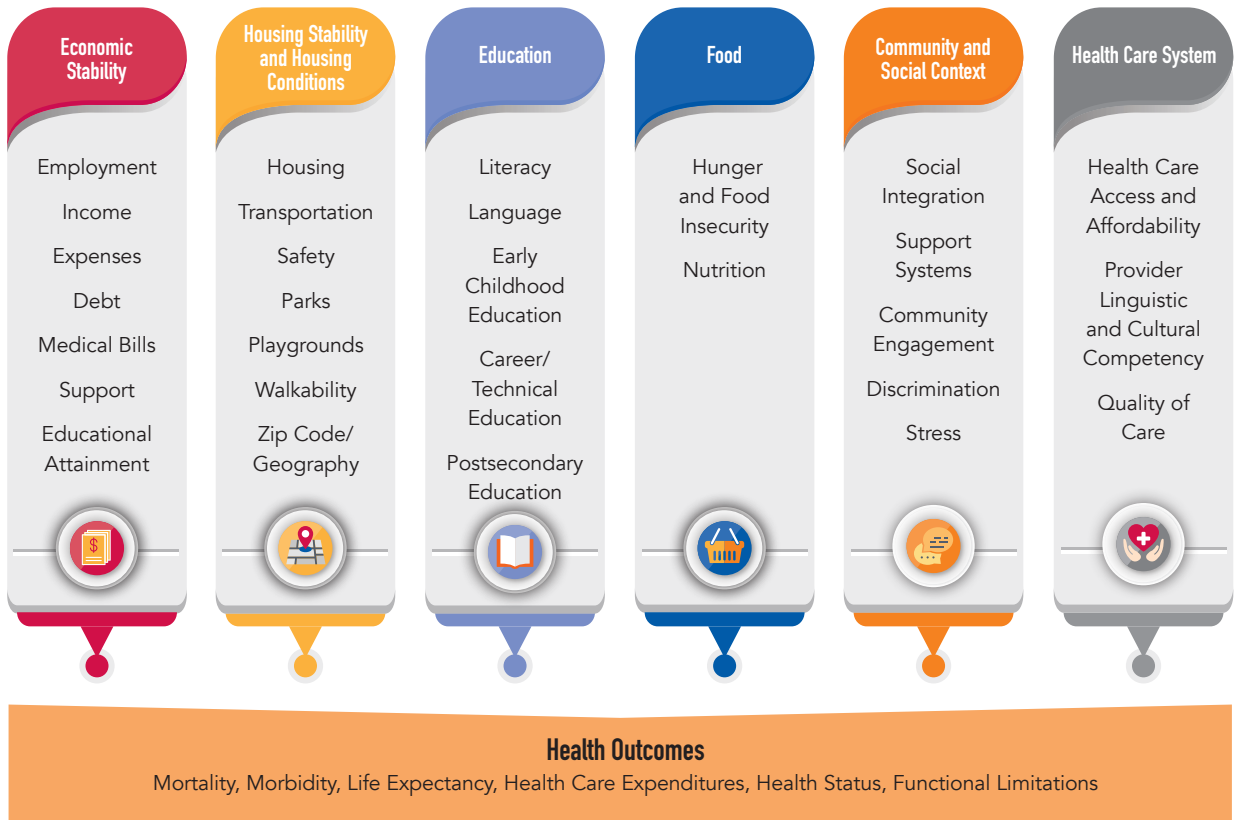 Economic
Stability
Employment
Income
Expenses
Debt
Medical Bills
Support
Educational
Attainment
$
Housing Stability
and Housing
Conditions
Housing
Transportation
Safety
Parks
Playgrounds
Walkability
Zip Code/
Geography
Education
Literacy
Language
Early
Childhood
Education
Career/
Technical
Education
Postsecondary
Education
Food
Hunger
and Food
Insecurity
Nutrition
Community and
Social Context
Social
Integration
Support
Systems
Community
Engagement
Discrimination
Stress
Health Care System
Health Care
Access and
Affordability
Provider
Linguistic
and Cultural
Competency
Quality of
Care
Health Outcomes
Mortality, Morbidity, Life Expectancy, Health Care Expenditures, Health Status, Functional Limitations